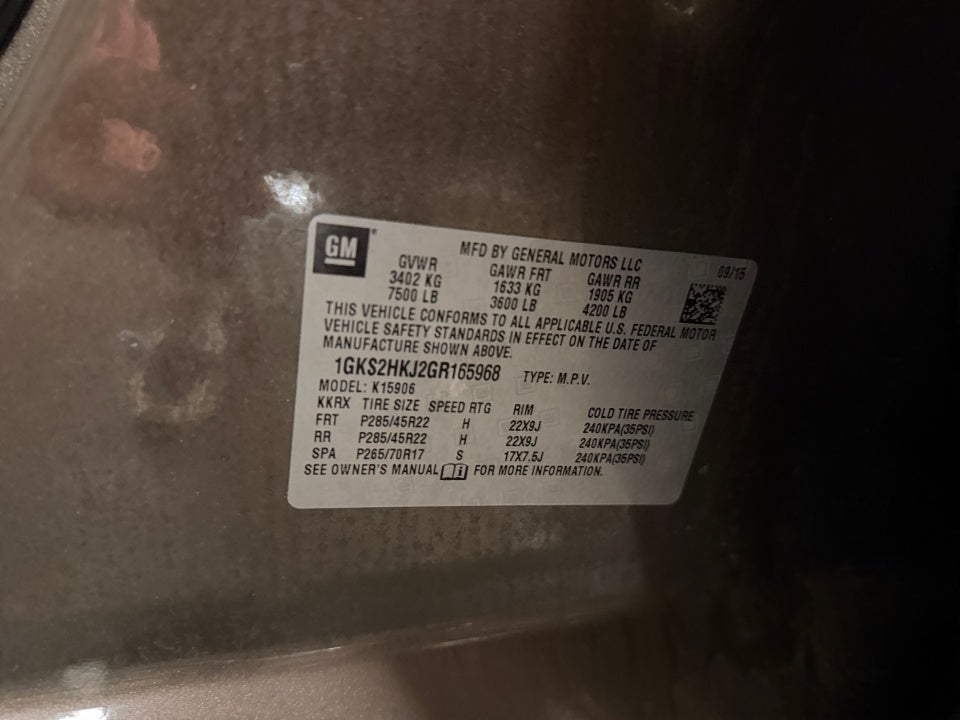 GM
MFD BY GENERAL MOTORS LLC 09/15
GVWR GAWR FRT GAWR RR
3402 KG 1633 KG 1905 KG
7500 LB 3600 LB 4200 LB
THIS VEHICLE CONFORMS TO ALL APPLICABLE U.S. FEDERAL MOTOR
VEHICLE SAFETY STANDARDS IN EFFECT ON THE DATE OF
MANUFACTURE SHOWN ABOVE.
1GKS2HKJ2GR165968 TYPE: M.P.V.
MODEL: K15906
KKRX TIRE SIZE SPEED RTG RIM COLD TIRE PRESSURE
FRT P285/45R22 H 22X9J 240KPA(35PSI)
RR P285/45R22 H 22X9J 240KPA(35PSI)
SPA P265/70R17 S 17X7.5J 240KPA(35PSI)
SEE OWNER'S MANUAL i FOR MORE INFORMATION.